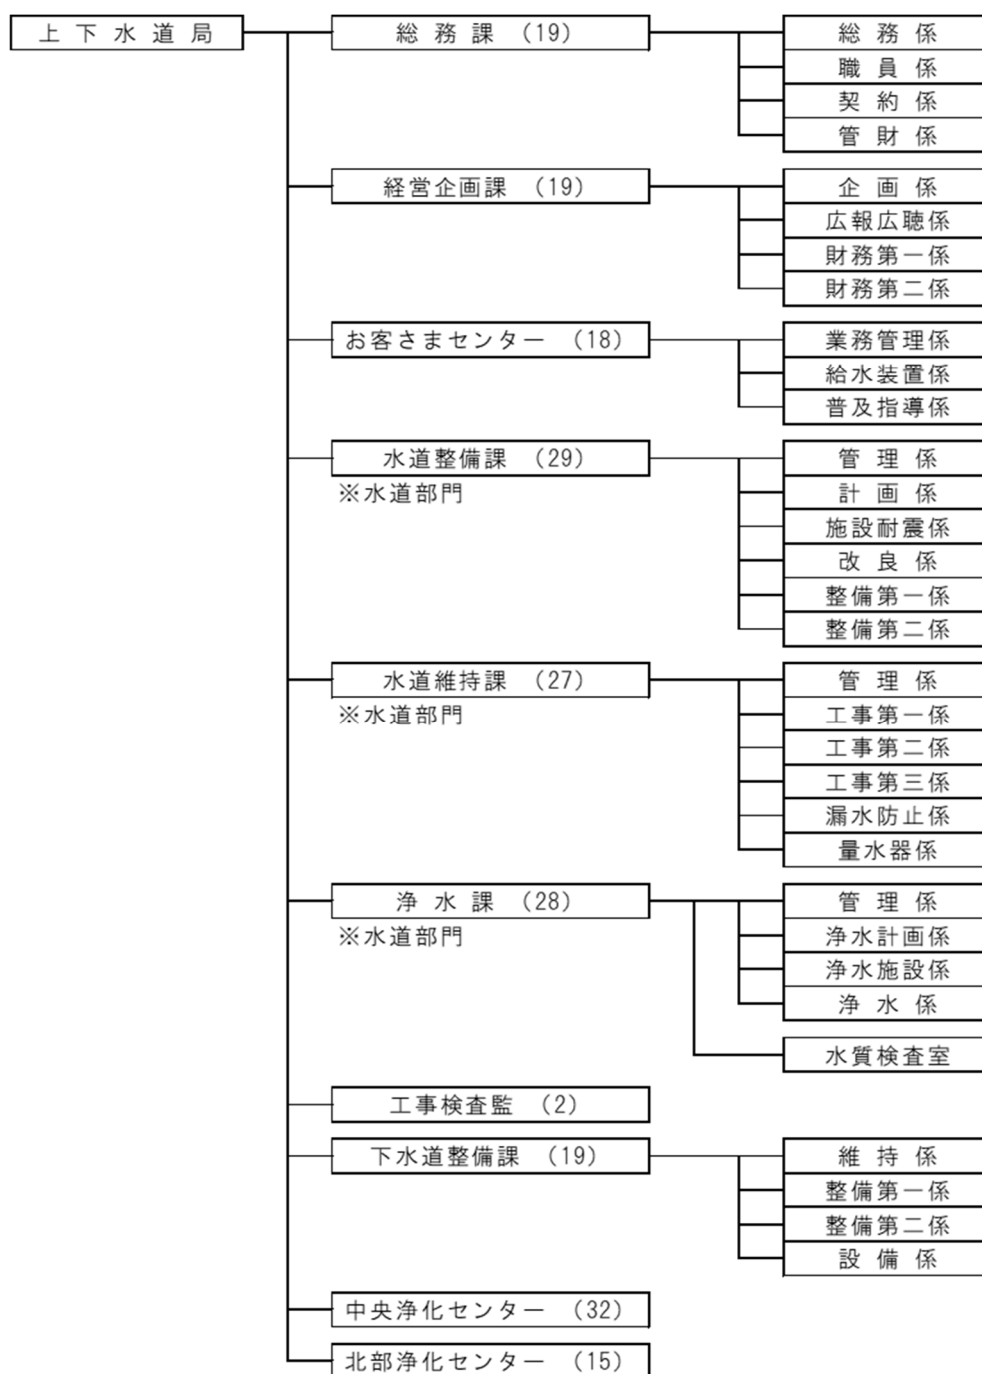 上下水道局
総務課 (19)
総務係
職員係
契約係
管財係
経営企画課 (19)
企画係
広報広聴係
財務第一係
財務第二係
お客さまセンター (18)
業務管理係
給水装置係
普及指導係
水道整備課 (29)
※水道部門
管理係
計画係
施設耐震係
改良係
整備第一係
整備第二係
水道維持課 (27)
※水道部門
管理係
工事第一係
工事第二係
工事第三係
漏水防止係
量水器係
浄水課 (28)
※水道部門
管理係
浄水計画係
浄水施設係
浄水係
水質検査室
工事検査監 (2)
下水道整備課 (19)
維持係
整備第一係
整備第二係
設備係
中央浄化センター (32)
北部浄化センター (15)